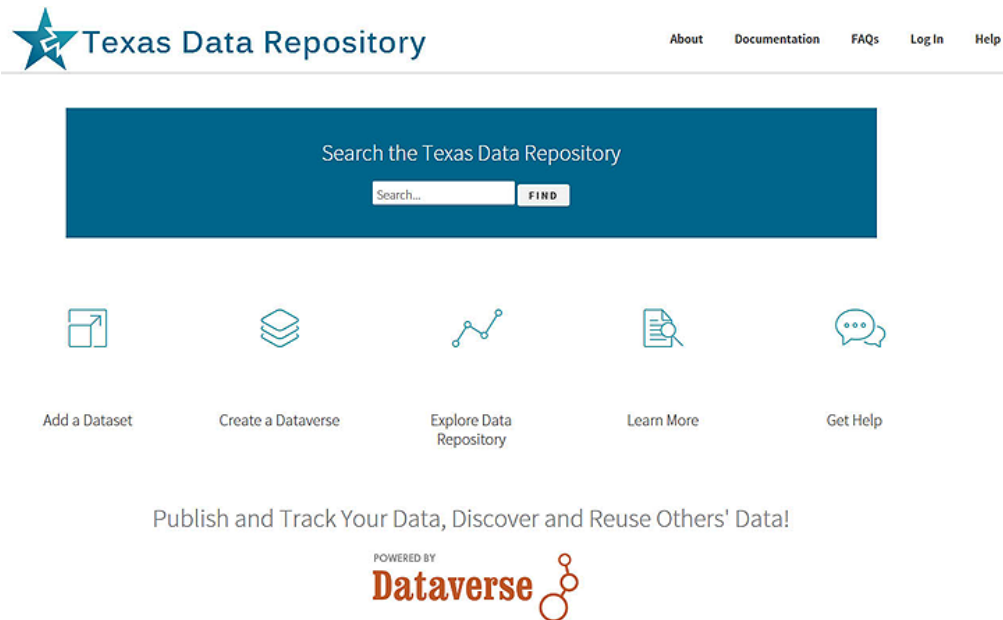 Texas Data Repository
About Documentation FAQs Log In Help
Search the Texas Data Repository
Search... FIND
Add a Dataset
Create a Dataverse
Explore Data
Repository
Learn More
Get Help
Publish and Track Your Data, Discover and Reuse Others' Data!
POWERED BY
Dataverse